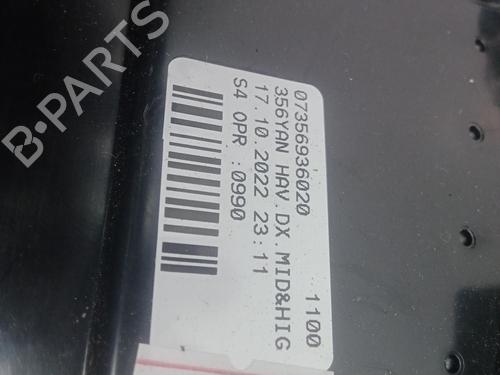 B-PARTS
07356936020 1100
356YAN HAV.DX.MID&HIG
17.10.2022 23:11
S4 OPR :0990